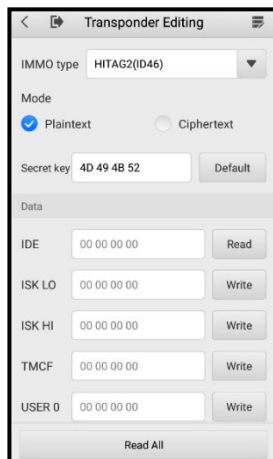 Transponder Editing
IMMO type HITAG2(ID46)
Mode
Plaintext Ciphertext
Secret key 4D 49 4B 52 Default
Data
IDE 00 00 00 00 Read
ISK LO 00 00 00 00 Write
ISK HI 00 00 00 00 Write
TMCF 00 00 00 00 Write
USER 0 00 00 00 00 Write
Read All